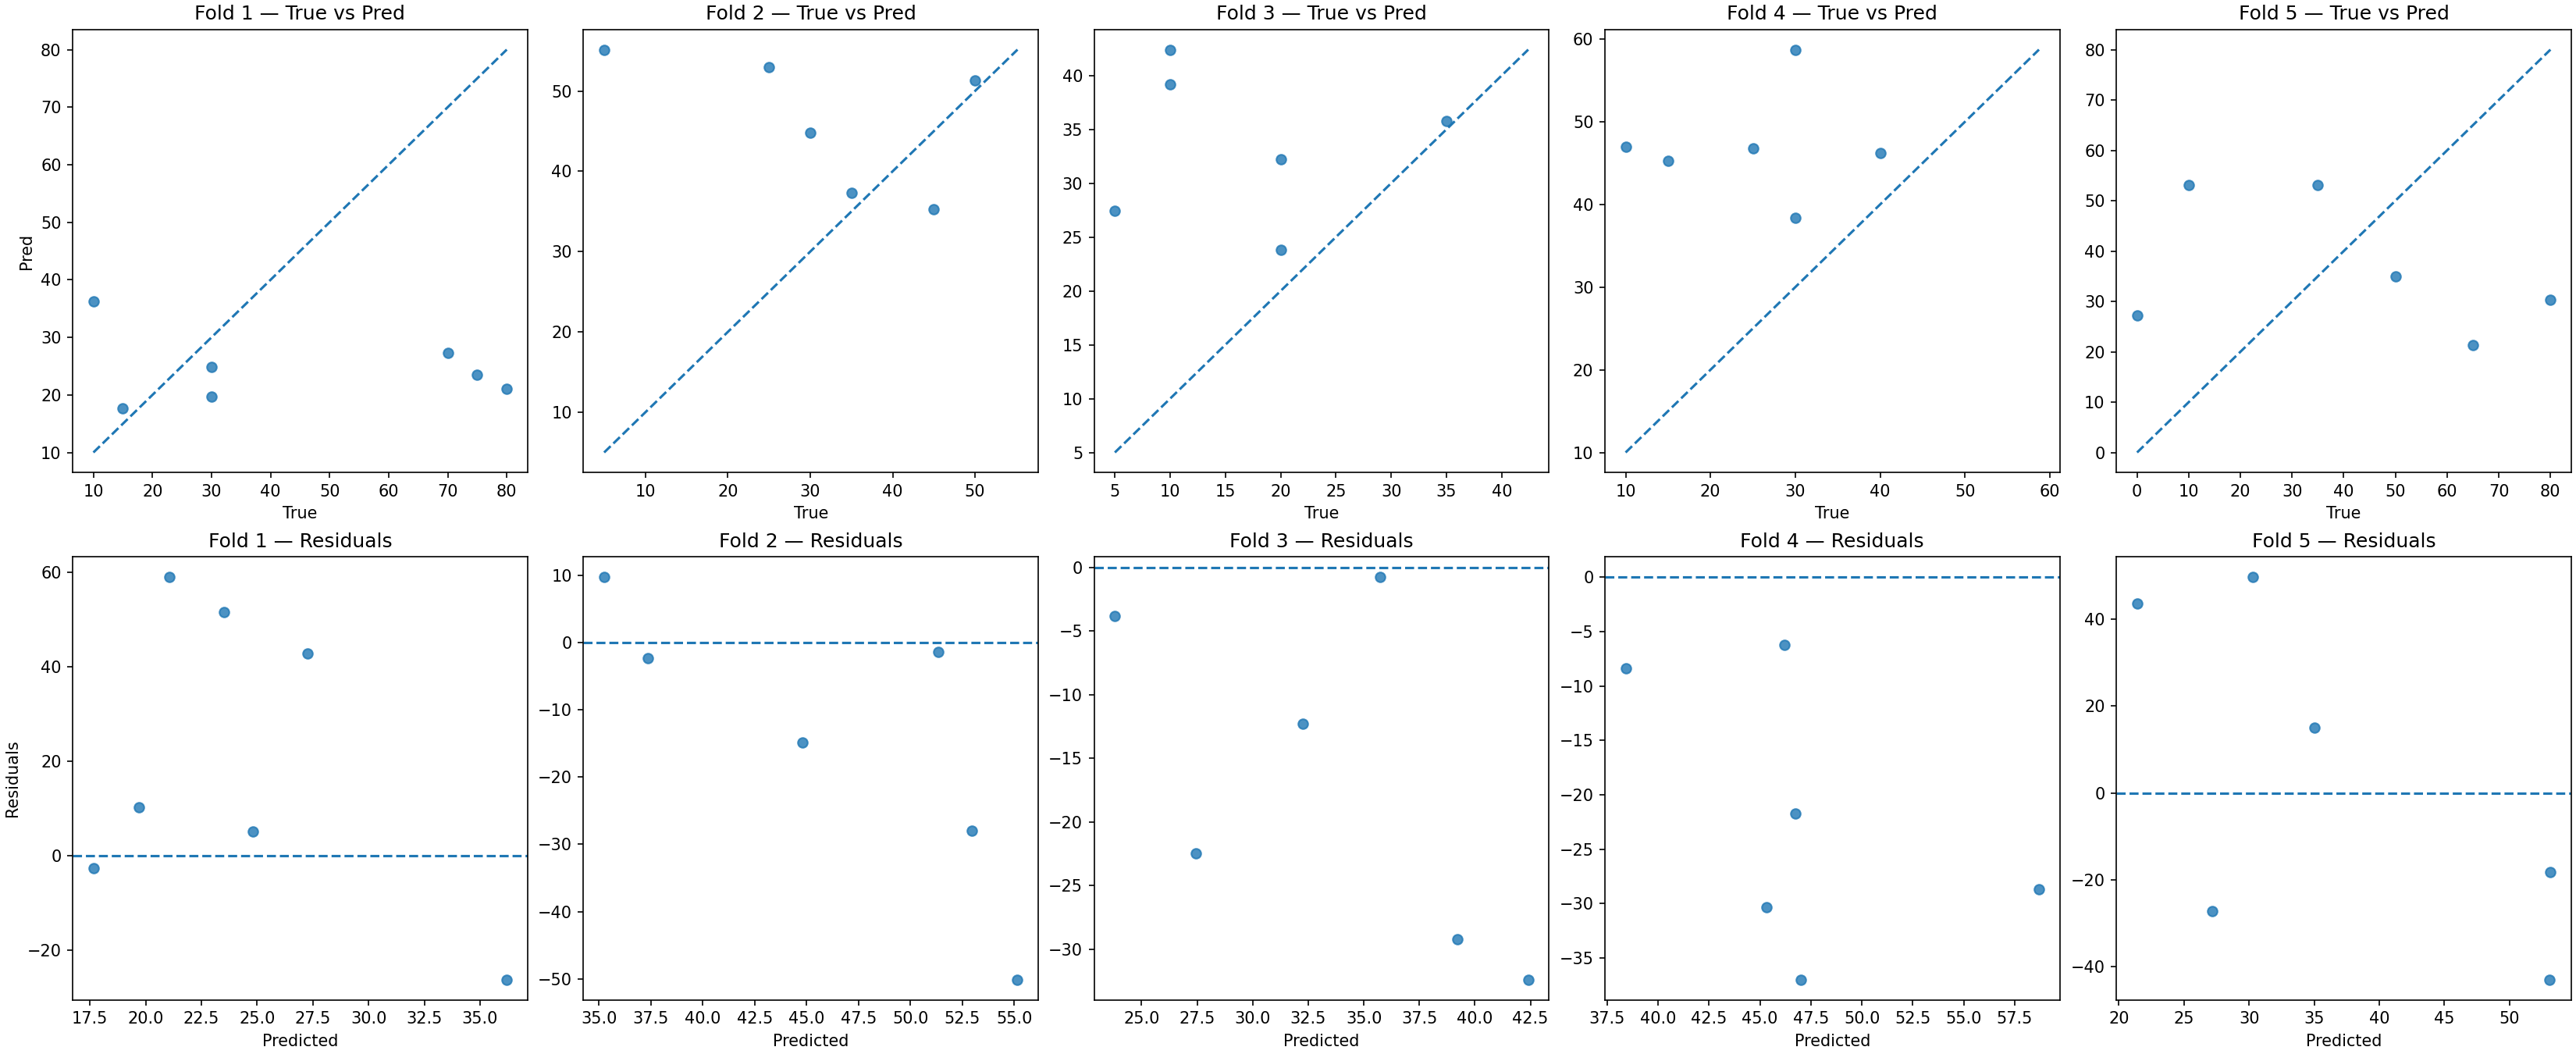 Fold 1 — True vs Pred
Fold 2 — True vs Pred
Fold 3 — True vs Pred
Fold 4 — True vs Pred
Fold 5 — True vs Pred
80
70
60
50
40
30
20
10
Pred
10 20 30 40 50 60 70 80
True
50
40
30
20
10
10 20 30 40 50
True
40
35
30
25
20
15
10
5
5 10 15 20 25 30 35 40
True
60
50
40
30
20
10
10 20 30 40 50 60
True
80
70
60
50
40
30
20
10
0
0 10 20 30 40 50 60 70 80
True
Fold 1 — Residuals
Fold 2 — Residuals
Fold 3 — Residuals
Fold 4 — Residuals
Fold 5 — Residuals
60
40
20
0
−20
Residuals
17.5 20.0 22.5 25.0 27.5 30.0 32.5 35.0
Predicted
10
0
−10
−20
−30
−40
−50
35.0 37.5 40.0 42.5 45.0 47.5 50.0 52.5 55.0
Predicted
0
−5
−10
−15
−20
−25
−30
25.0 27.5 30.0 32.5 35.0 37.5 40.0 42.5
Predicted
0
−5
−10
−15
−20
−25
−30
−35
37.5 40.0 42.5 45.0 47.5 50.0 52.5 55.0 57.5
Predicted
40
20
0
−20
−40
20 25 30 35 40 45 50
Predicted